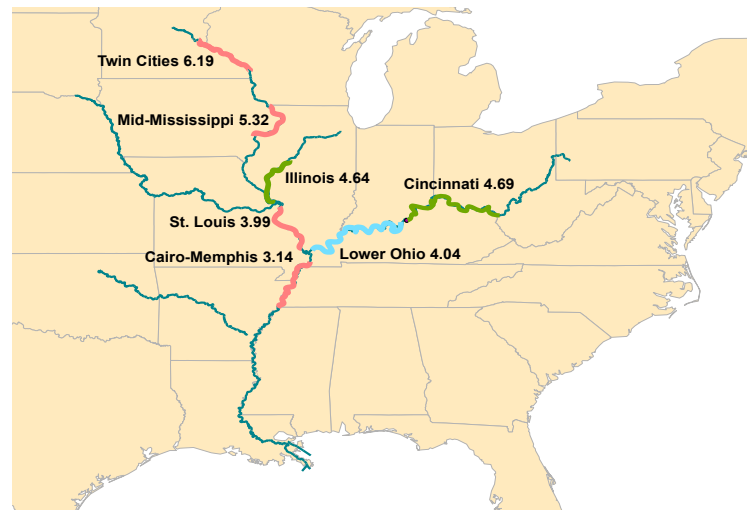 Twin Cities 6.19
Mid-Mississippi 5.32
Illinois 4.64
Cincinnati 4.69
St. Louis 3.99
Lower Ohio 4.04
Cairo-Memphis 3.14